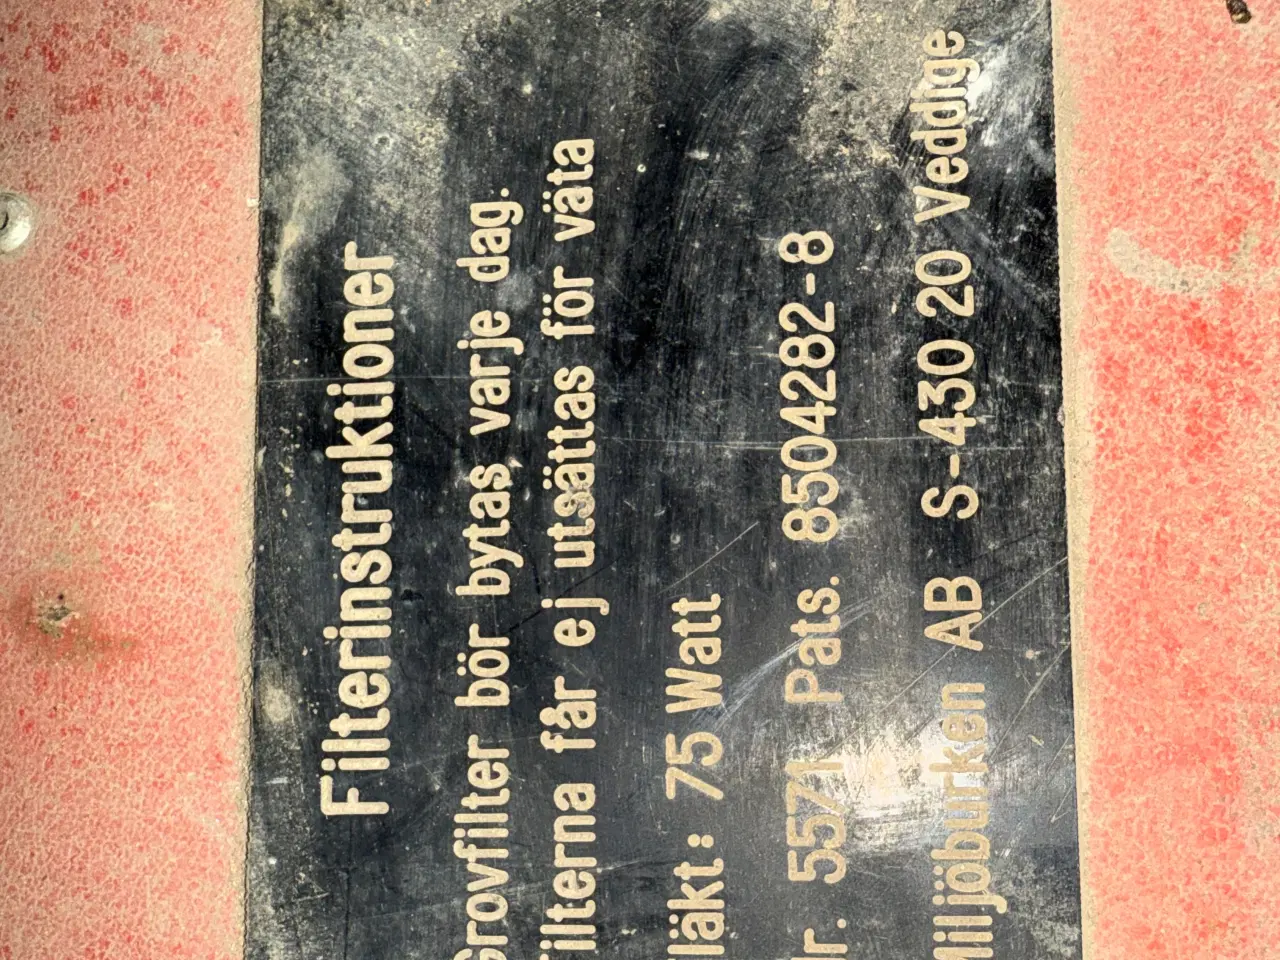 Filterinstruktioner
Grovfilter bör bytas varje dag.
Filterna får ej utsättas för väta
fläkt: 75 Watt
Nr. 5571 Pats. 8504282-8
Miljöburken AB S-430 20 Veddige